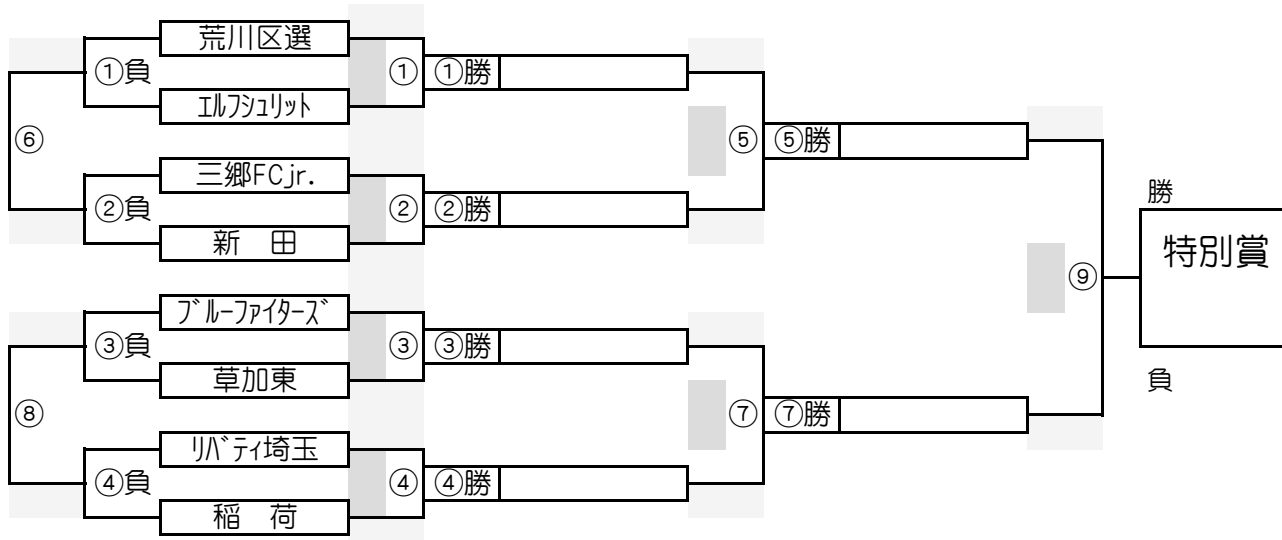 荒川区選
①負 ① ①勝
エルフシュリット
⑥ ⑤ ⑤勝
三郷FCjr.
②負 ② ②勝
新　田
勝
特別賞
⑨
ブルーファイターズ
③負 ③ ③勝
草加東
負
⑧ ⑦ ⑦勝
リバティ埼玉
④負 ④ ④勝
稲　荷